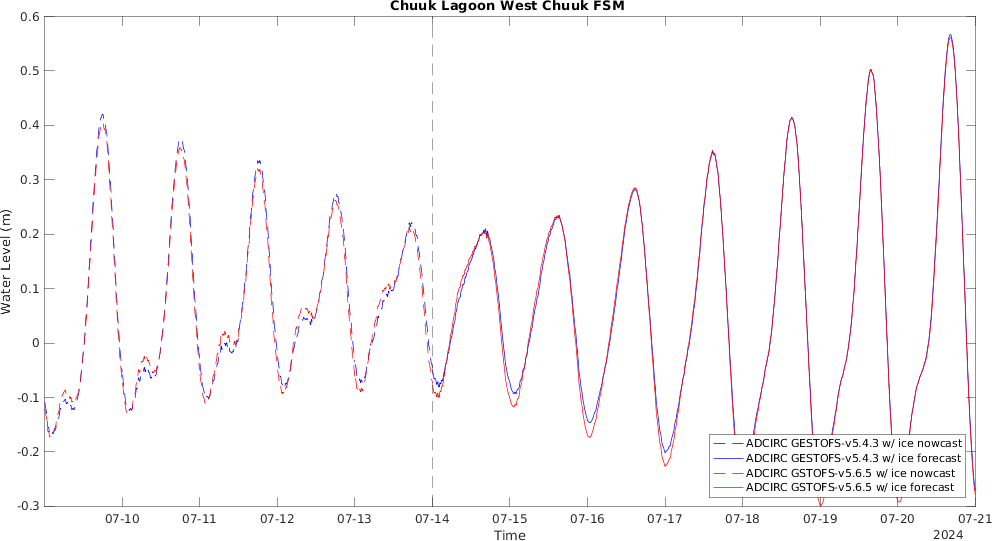 Chuuk Lagoon West Chuuk FSM
0.6
0.5
0.4
0.3
0.2
0.1
0
-0.1
-0.2
-0.3
Water Level (m)
ADCIRC GESTOFS-v5.4.3 w/ ice nowcast
ADCIRC GESTOFS-v5.4.3 w/ ice forecast
ADCIRC GSTOFS-v5.6.5 w/ ice nowcast
ADCIRC GSTOFS-v5.6.5 w/ ice forecast
07-10 07-11 07-12 07-13 07-14 07-15 07-16 07-17 07-18 07-19 07-20 07-21
Time
2024